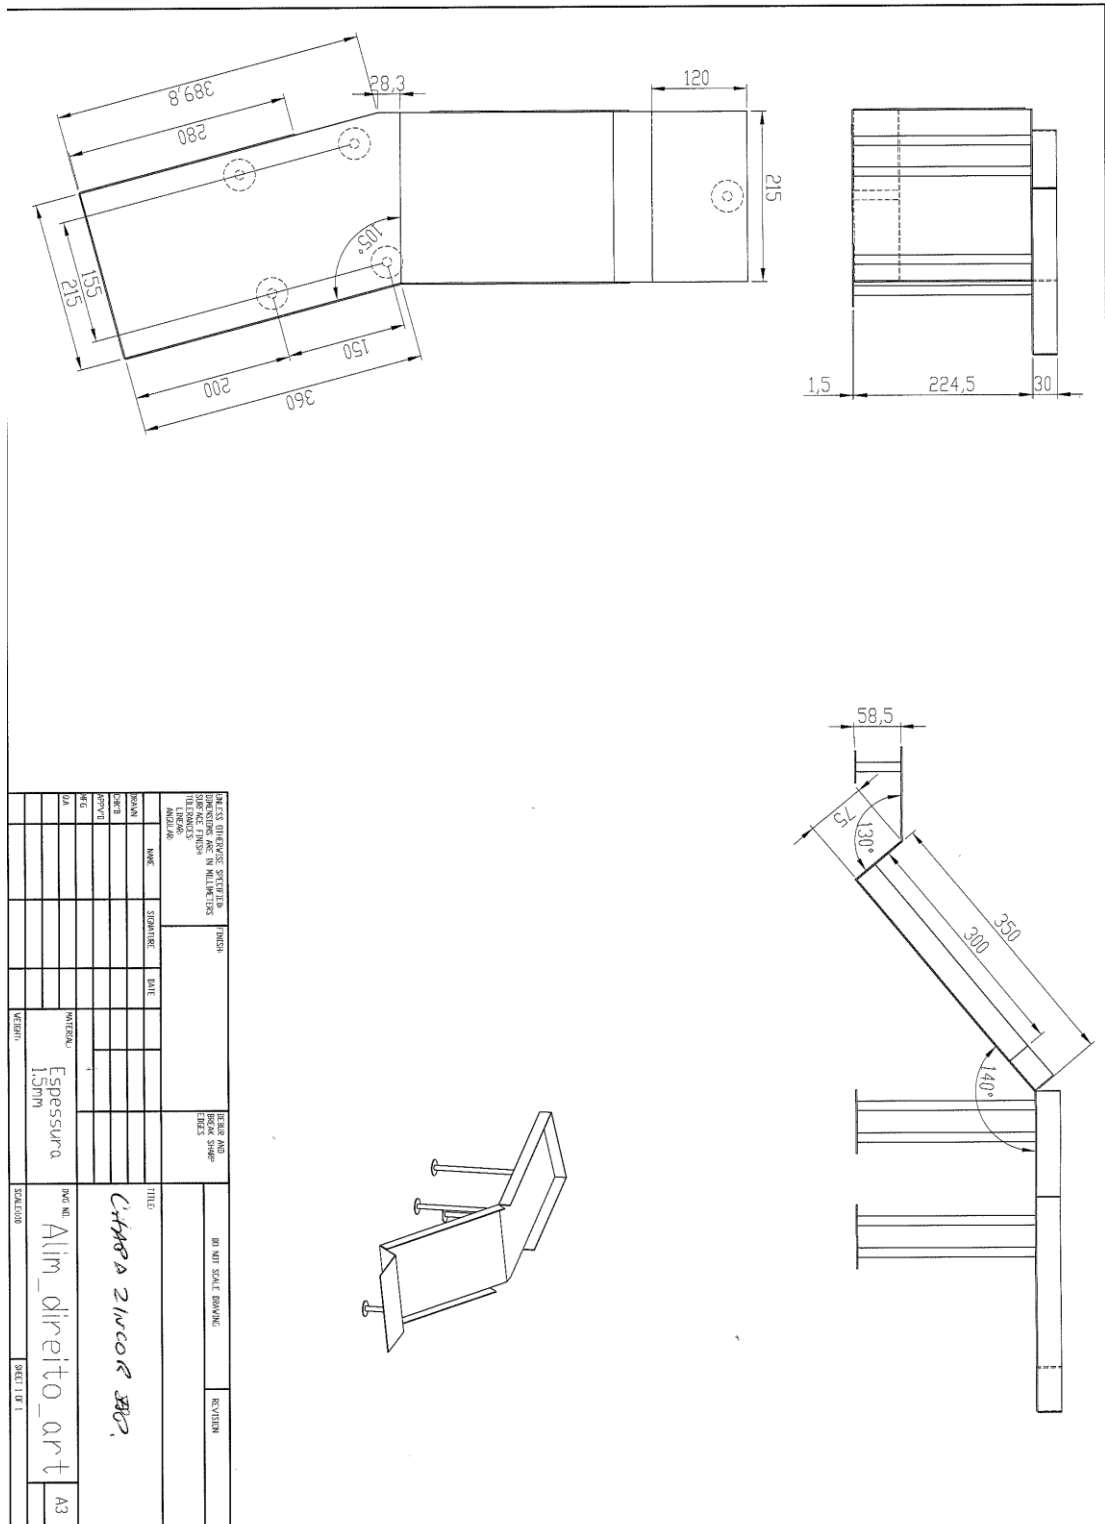 389,8
280
28,3
120
215
105°
155
215
150
200
360
1,5
224,5
30
58,5
75
130°
350
300
140°
UNLESS OTHERWISE SPECIFIED:
DIMENSIONS ARE IN MILLIMETERS
SURFACE FINISH:
TOLERANCES:
LINEAR:
ANGULAR:
FINISH:
DEBUR AND
BREAK SHARP
EDGES
DO NOT SCALE DRAWING
REVISION
NAME
SIGNATURE
DATE
DRAWN
CHK'D
APPV'D
MFG
Q.A
MATERIAL:
Espessura
1.5mm
WEIGHT:
TITLE:
CHAPA ZINCOR
DWG NO.
Alim_direito_art
A3
SHEET 1 OF 1